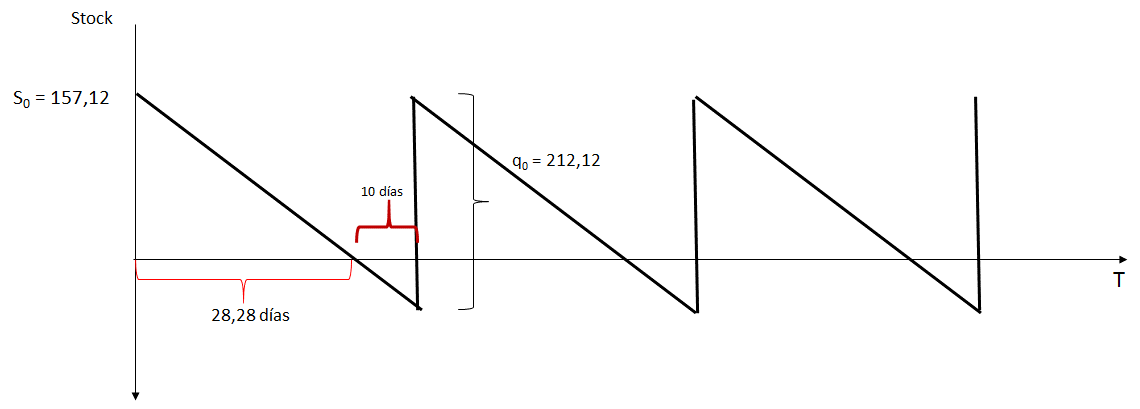 Stock
S₀ = 157,12
q₀ = 212,12
10 días
T
28,28 días